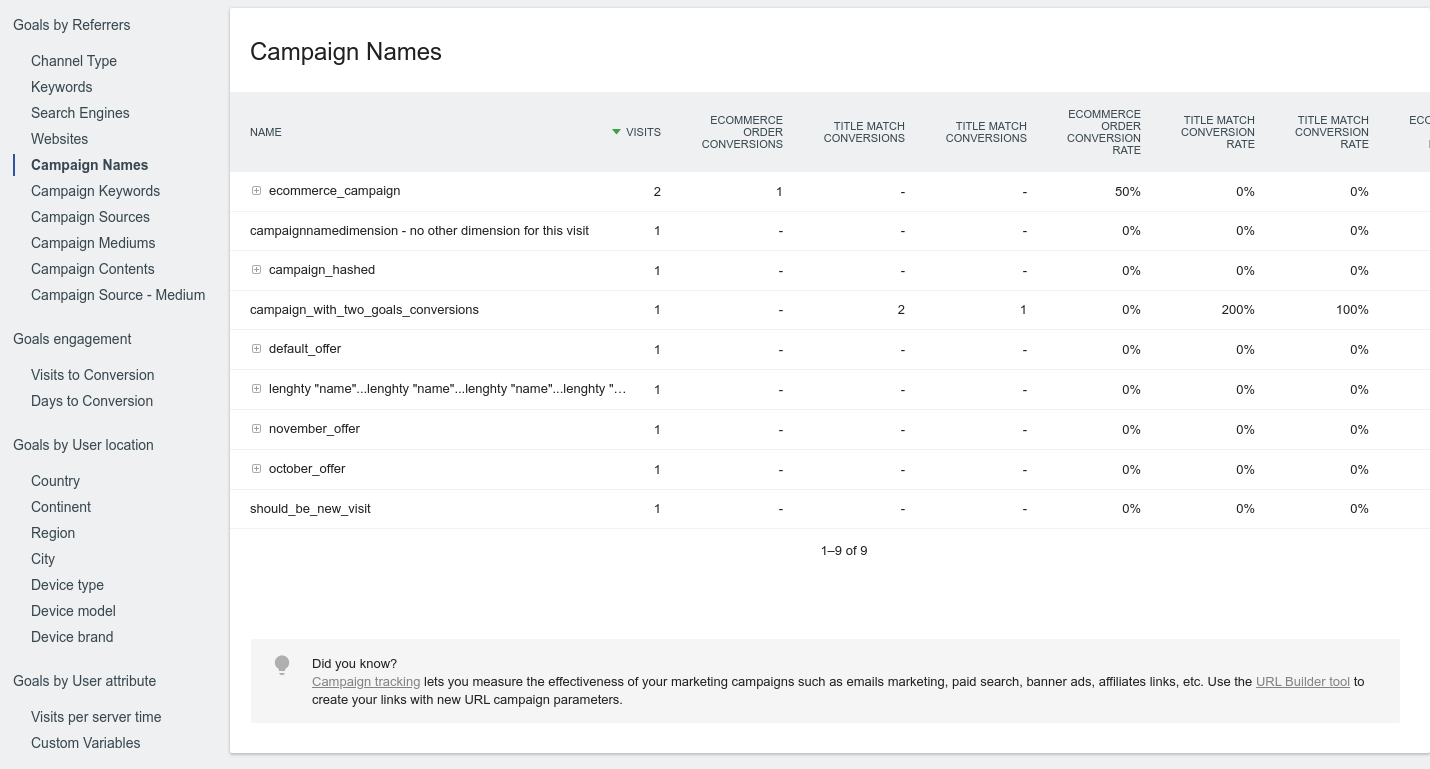 Goals by Referrers
Channel Type
Keywords
Search Engines
Websites
Campaign Names
Campaign Keywords
Campaign Sources
Campaign Mediums
Campaign Contents
Campaign Source - Medium
Goals engagement
Visits to Conversion
Days to Conversion
Goals by User location
Country
Continent
Region
City
Device type
Device model
Device brand
Goals by User attribute
Visits per server time
Custom Variables
Campaign Names
NAME
VISITS
ECOMMERCE
ORDER
CONVERSIONS
TITLE MATCH
CONVERSIONS
TITLE MATCH
CONVERSIONS
ECOMMERCE
ORDER
CONVERSION
RATE
TITLE MATCH
CONVERSION
RATE
TITLE MATCH
CONVERSION
RATE
ecommerce_campaign 2 1 - - 50% 0% 0%
campaignnamedimension - no other dimension for this visit 1 - - - 0% 0% 0%
campaign_hashed 1 - - - 0% 0% 0%
campaign_with_two_goals_conversions 1 - 2 1 0% 200% 100%
default_offer 1 - - - 0% 0% 0%
lenghty "name"...lenghty "name"...lenghty "name"...lenghty "... 1 - - - 0% 0% 0%
november_offer 1 - - - 0% 0% 0%
october_offer 1 - - - 0% 0% 0%
should_be_new_visit 1 - - - 0% 0% 0%
1–9 of 9
Did you know?
Campaign tracking lets you measure the effectiveness of your marketing campaigns such as emails marketing, paid search, banner ads, affiliates links, etc. Use the URL Builder tool to
create your links with new URL campaign parameters.